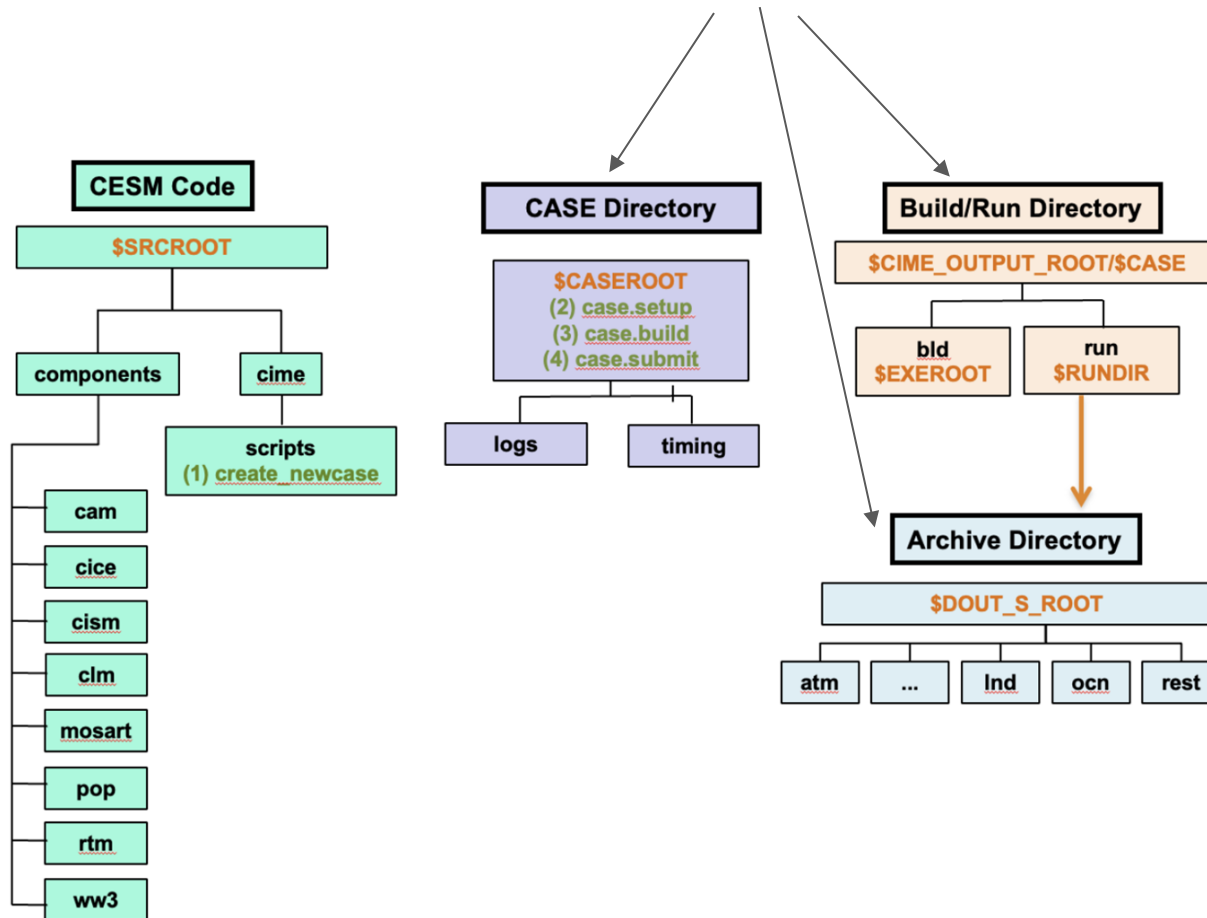 CESM Code
$SRCROOT
components
cime
scripts
(1) create_newcase
cam
cice
cism
clm
mosart
pop
rtm
ww3
CASE Directory
$CASEROOT
(2) case.setup
(3) case.build
(4) case.submit
logs
timing
Build/Run Directory
$CIME_OUTPUT_ROOT/$CASE
bld
$EXEROOT
run
$RUNDIR
Archive Directory
$DOUT_S_ROOT
atm
...
lnd
ocn
rest